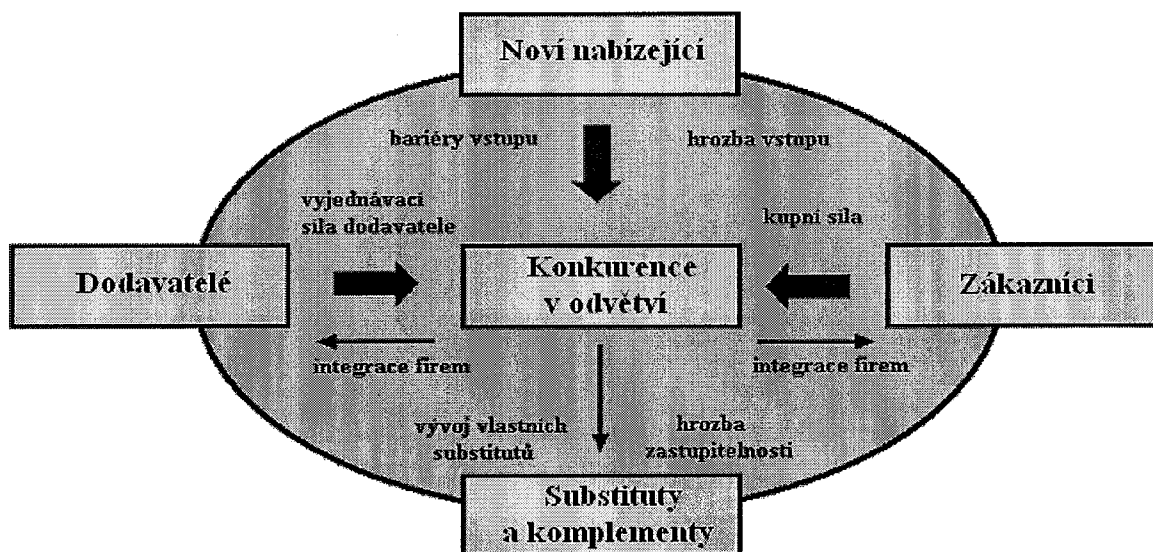 Noví nabízející
bariéry vstupu
hrozba vstupu
vyjednávací
síla dodavatele
kupní síla
Dodavatelé
Konkurence
v odvětví
Zákazníci
integrace firem
integrace firem
vývoj vlastních
substitutů
hrozba
zastupitelnosti
Substituty
a komplementy